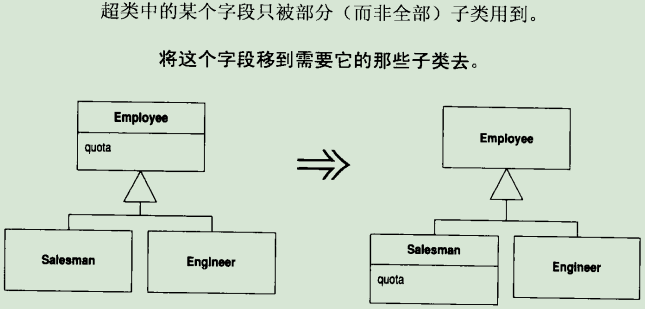 超类中的某个字段只被部分（而非全部）子类用到。
将这个字段移到需要它的那些子类去。
Employee
quota
Salesman
Engineer
Employee
Salesman
quota
Engineer